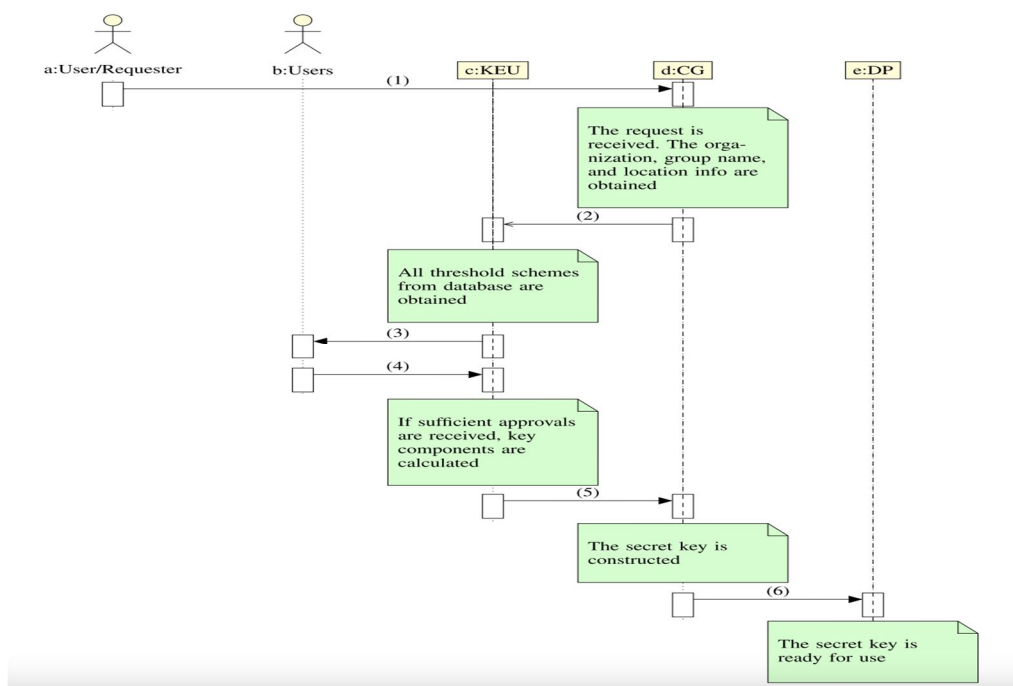 a:User/Requester
b:Users
c:KEU
d:CG
e:DP
(1)
The request is
received. The orga-
nization, group name,
and location info are
obtained
(2)
All threshold schemes
from database are
obtained
(3)
(4)
If sufficient approvals
are received, key
components are
calculated
(5)
The secret key is
constructed
(6)
The secret key is
ready for use